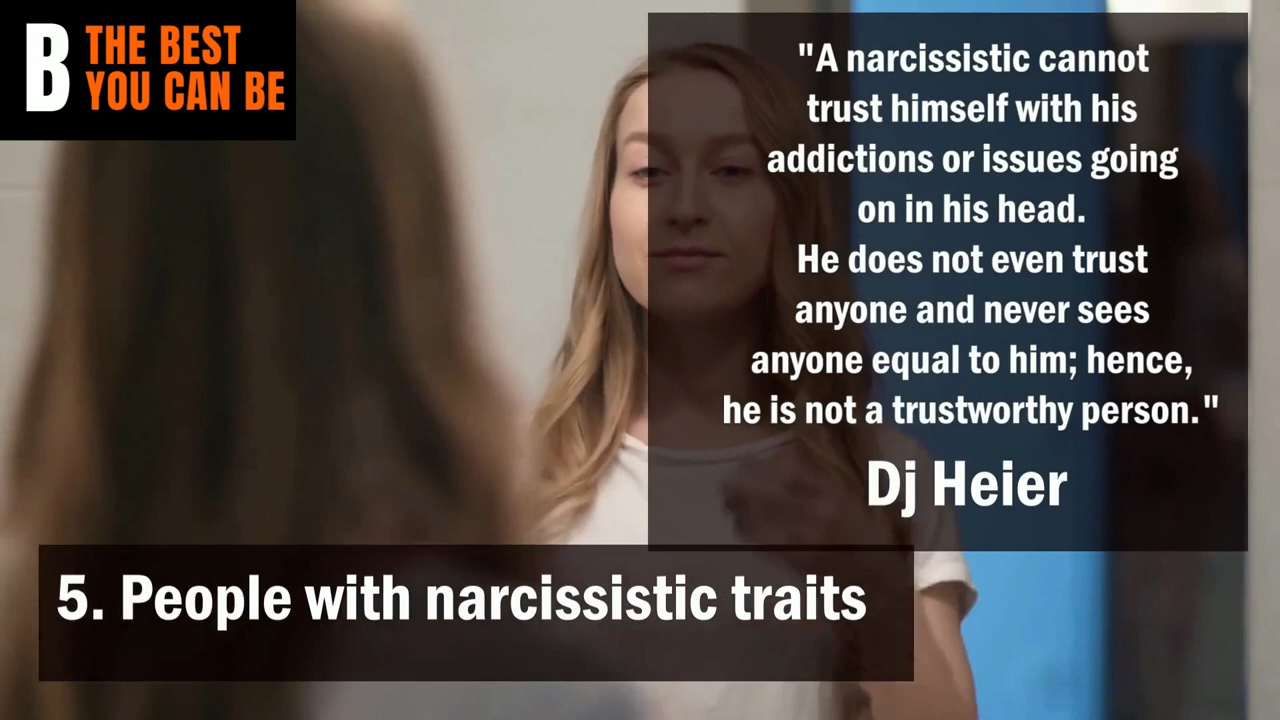 B THE BEST
YOU CAN BE
"A narcissistic cannot
trust himself with his
addictions or issues going
on in his head.
He does not even trust
anyone and never sees
anyone equal to him; hence,
he is not a trustworthy person."
Dj Heier
5. People with narcissistic traits